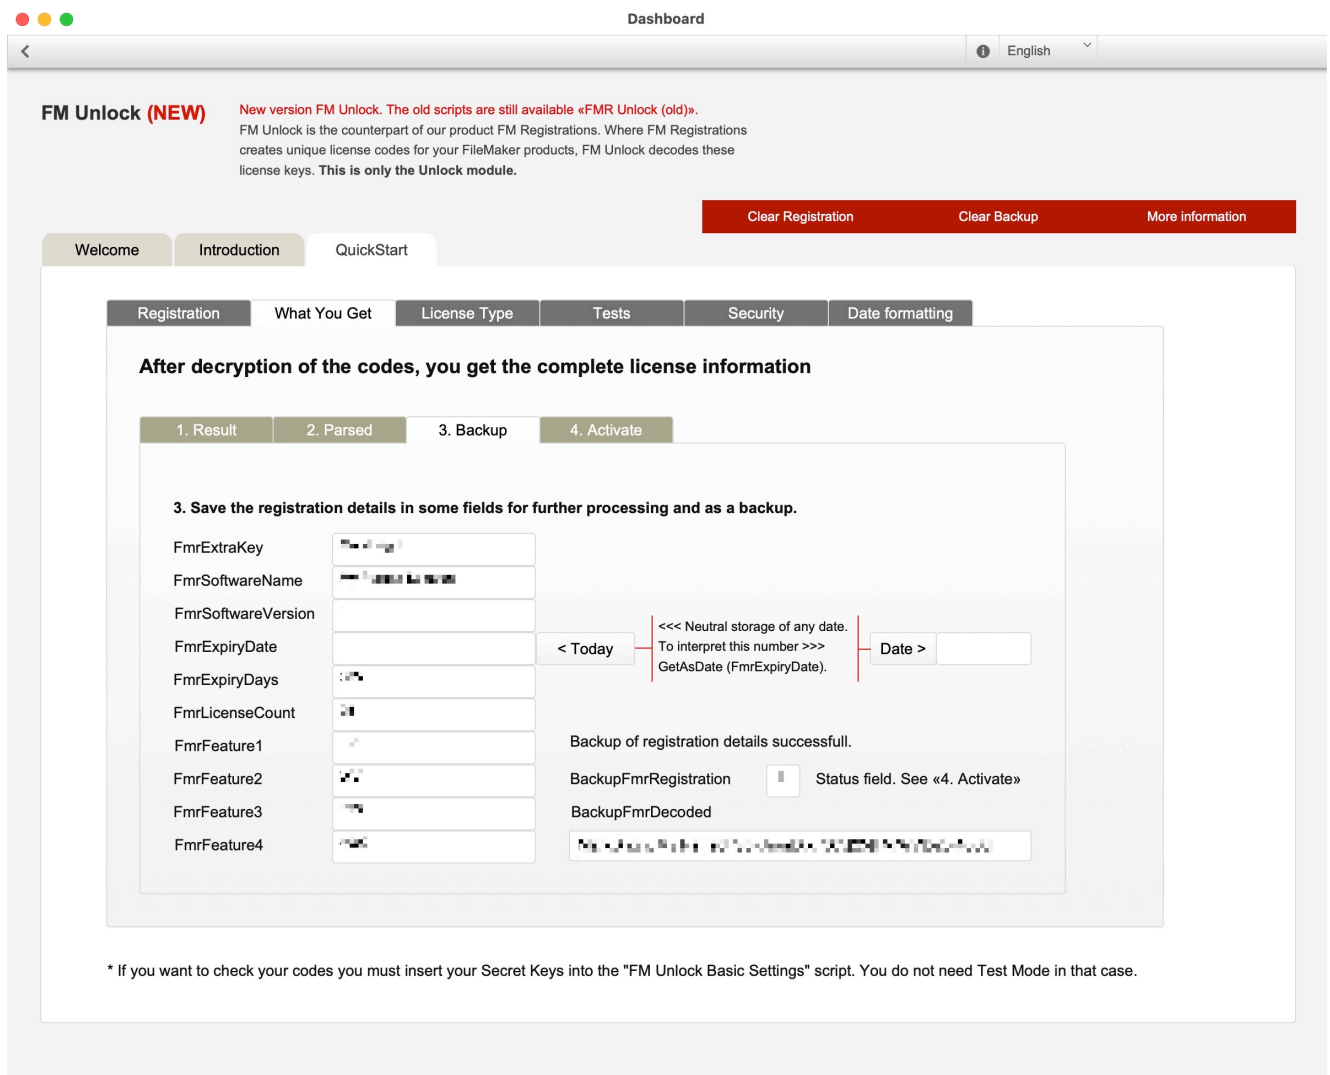 Dashboard
English
FM Unlock (NEW)
New version FM Unlock. The old scripts are still available «FMR Unlock (old)».
FM Unlock is the counterpart of our product FM Registrations. Where FM Registrations
creates unique license codes for your FileMaker products, FM Unlock decodes these
license keys. This is only the Unlock module.
Clear Registration Clear Backup More information
Welcome Introduction QuickStart
Registration What You Get License Type Tests Security Date formatting
After decryption of the codes, you get the complete license information
1. Result 2. Parsed 3. Backup 4. Activate
3. Save the registration details in some fields for further processing and as a backup.
FmrExtraKey
FmrSoftwareName
FmrSoftwareVersion
FmrExpiryDate
< Today
<<< Neutral storage of any date.
To interpret this number >>>
GetAsDate (FmrExpiryDate).
Date >
FmrExpiryDays
FmrLicenseCount
FmrFeature1
Backup of registration details successfull.
FmrFeature2
BackupFmrRegistration
Status field. See «4. Activate»
FmrFeature3
BackupFmrDecoded
FmrFeature4
* If you want to check your codes you must insert your Secret Keys into the "FM Unlock Basic Settings" script. You do not need Test Mode in that case.